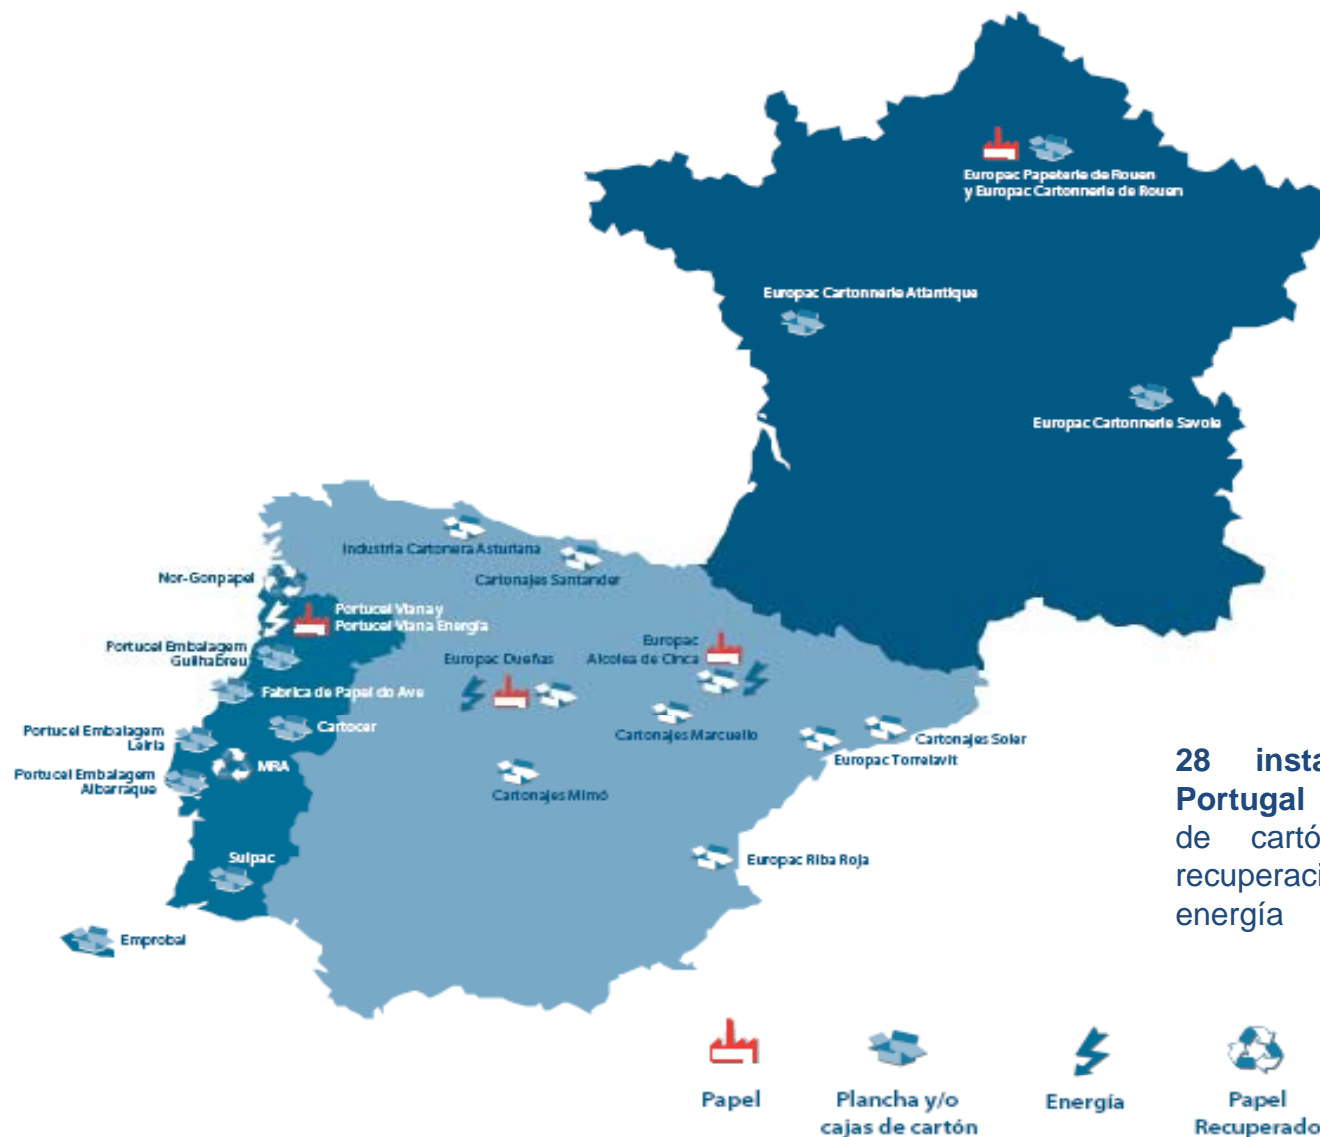 Europac Papeterie de Rouen
y Europac Cartonnerie de Rouen
Europac Cartonnerie Atlantique
Europac Cartonnerie Savoie
Industria Cartonera Asturiana
Cartonajes Santander
Nor-Gonpapel
Portucel Viana y
Portucel Viana Energía
Portucel Embalagem
Guilhabreu
Europac Dueñas
Europac
Alcolea de Cinca
Fabrica de Papel do Ave
Cartocer
Portucel Embalagem
Leiria
MRA
Portucel Embalagem
Albarraque
Cartonajes Marcuello
Cartonajes Soler
Europac Torrelavit
Cartonajes Mimó
Sulpac
Europac Riba Roja
Emprobal
28 insta
Portugal
de cartó
recuperaci
energía
Papel
Plancha y/o
cajas de cartón
Energía
Papel
Recuperado